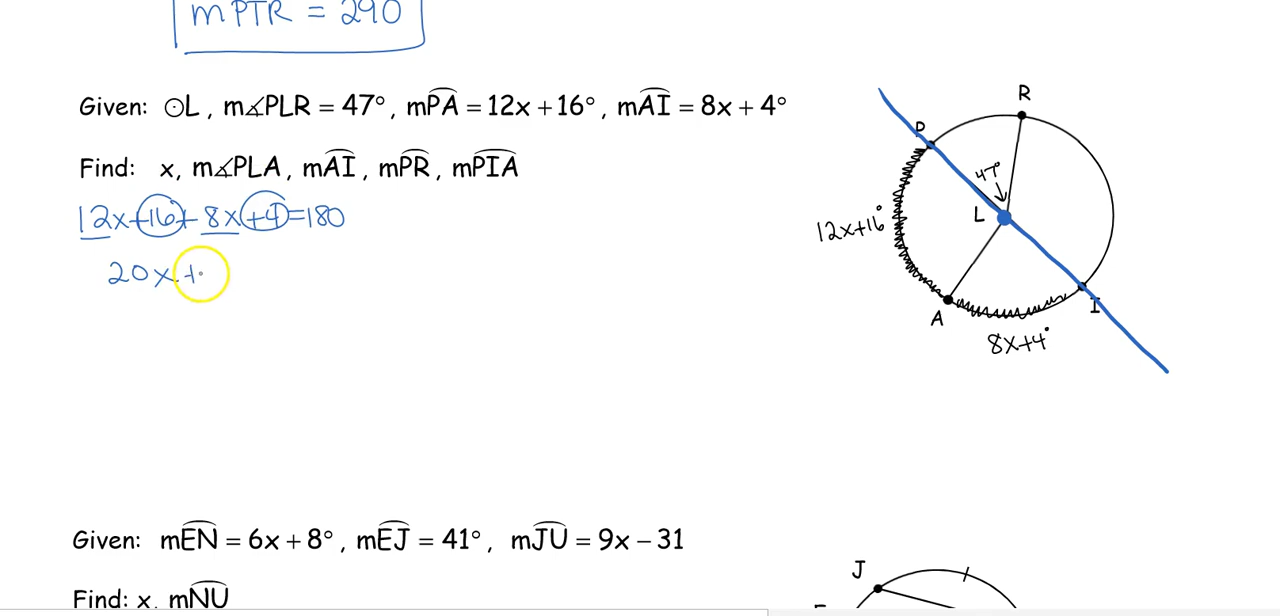 mPTR = 290
Given: ⊙L, m∡PLR = 47°, mPA = 12x + 16°, mAI = 8x + 4°
Find: x, m∡PLA, mAI, mPR, mPIA
12x+16+8x+4=180
20x+
R
P
47°
L
12x+16°
A
I
8x+4°
Given: mEN = 6x + 8°, mEJ = 41°, mJU = 9x − 31
Find: x, mNU
J